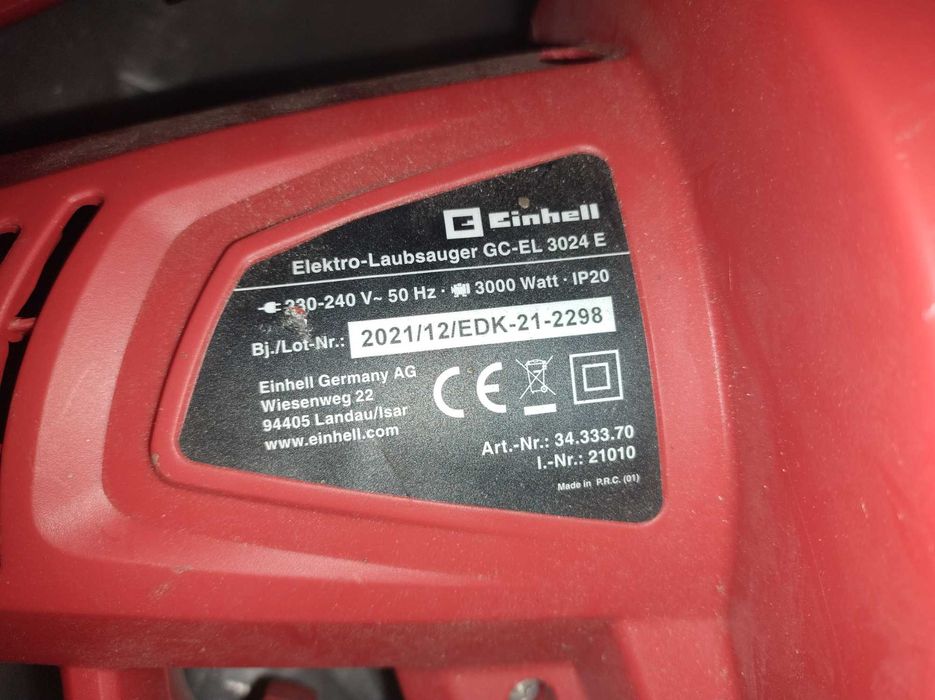 Einhell
Elektro-Laubsauger GC-EL 3024 E
230-240 V~ 50 Hz · 3000 Watt · IP20
Bj./Lot-Nr.: 2021/12/EDK-21-2298
Einhell Germany AG
Wiesenweg 22
94405 Landau/Isar
www.einhell.com
CE
Art.-Nr.: 34.333.70
I.-Nr.: 21010
Made in P.R.C. (01)